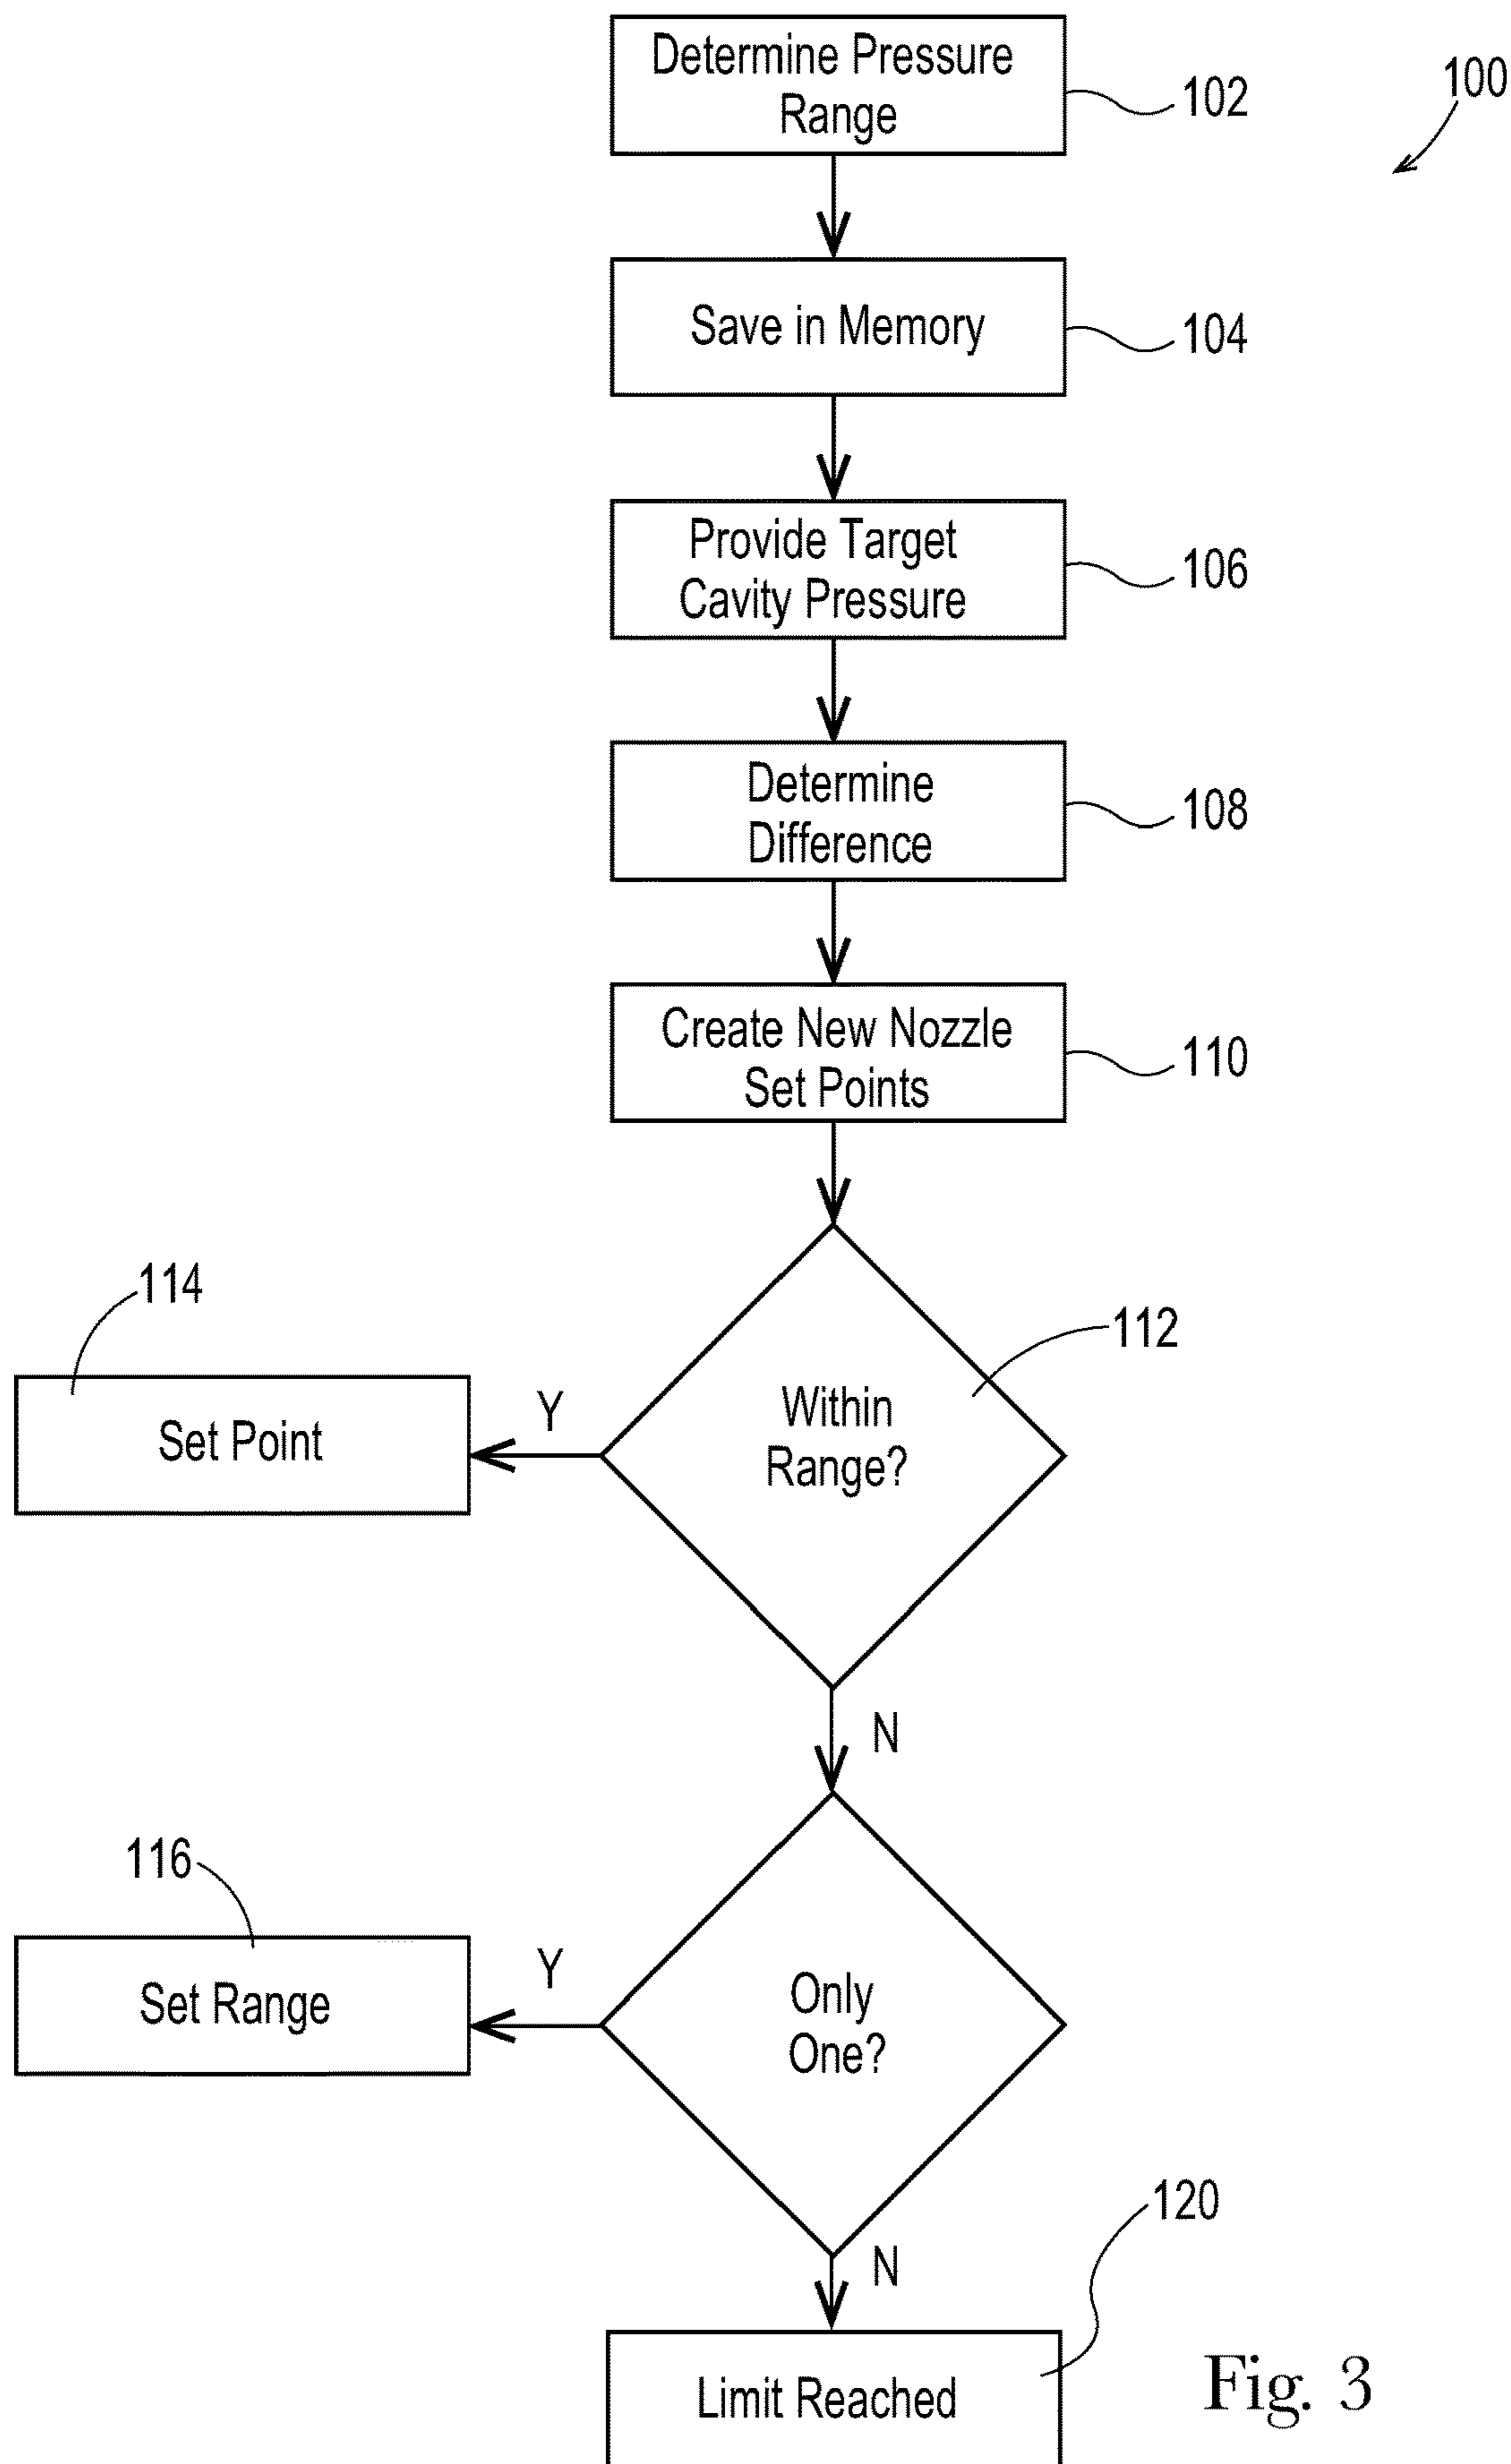 Determine Pressure
Range
102
100
Save in Memory
104
Provide Target
Cavity Pressure
106
Determine
Difference
108
Create New Nozzle
Set Points
110
114
112
Set Point
Y
Within
Range?
N
116
Set Range
Y
Only
One?
N
120
Limit Reached
Fig. 3